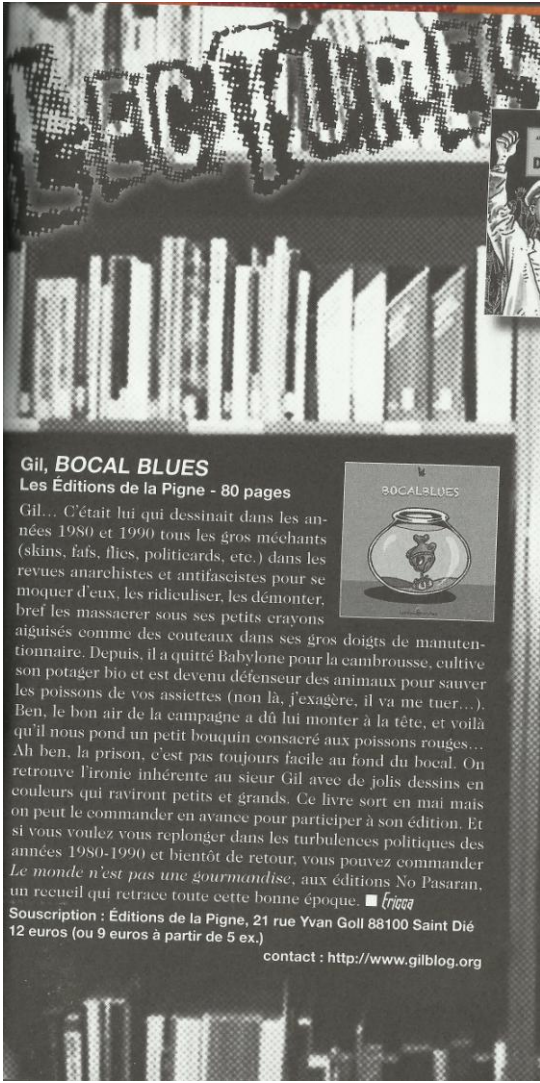 LECTURES
D
Gil, BOCAL BLUES
Les Éditions de la Pigne - 80 pages
BOCALBLUES
Gil... C'était lui qui dessinait dans les an-
nées 1980 et 1990 tous les gros méchants
(skins, fafs, flics, politicards, etc.) dans les
revues anarchistes et antifascistes pour se
moquer d'eux, les ridiculiser, les démonter,
bref les massacrer sous ses petits crayons
aiguisés comme des couteaux dans ses gros doigts de manuten-
tionnaire. Depuis, il a quitté Babylone pour la cambrousse, cultive
son potager bio et est devenu défenseur des animaux pour sauver
les poissons de vos assiettes (non là, j'exagère, il va me tuer...).
Ben, le bon air de la campagne a dû lui monter à la tête, et voilà
qu'il nous pond un petit bouquin consacré aux poissons rouges...
Ah ben, la prison, c'est pas toujours facile au fond du bocal. On
retrouve l'ironie inhérente au sieur Gil avec de jolis dessins en
couleurs qui raviront petits et grands. Ce livre sort en mai mais
on peut le commander en avance pour participer à son édition. Et
si vous voulez vous replonger dans les turbulences politiques des
années 1980-1990 et bientôt de retour, vous pouvez commander
Le monde n'est pas une gourmandise, aux éditions No Pasaran,
un recueil qui retrace toute cette bonne époque. ■ Ericca
Souscription : Éditions de la Pigne, 21 rue Yvan Goll 88100 Saint Dié
12 euros (ou 9 euros à partir de 5 ex.)
contact : http://www.gilblog.org